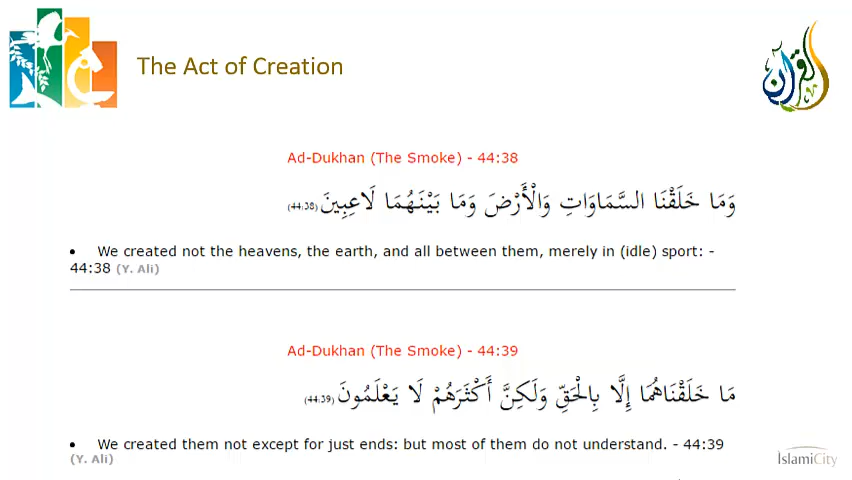 The Act of Creation
القرآن
Ad-Dukhan (The Smoke) - 44:38
وَمَا خَلَقْنَا السَّمَاوَاتِ وَالْأَرْضَ وَمَا بَيْنَهُمَا لَاعِبِينَ (44:38)
• We created not the heavens, the earth, and all between them, merely in (idle) sport: -
44:38 (Y. Ali)
Ad-Dukhan (The Smoke) - 44:39
مَا خَلَقْنَاهُمَا إِلَّا بِالْحَقِّ وَلَكِنَّ أَكْثَرَهُمْ لَا يَعْلَمُونَ (44:39)
• We created them not except for just ends: but most of them do not understand. - 44:39
(Y. Ali)
IslamiCity